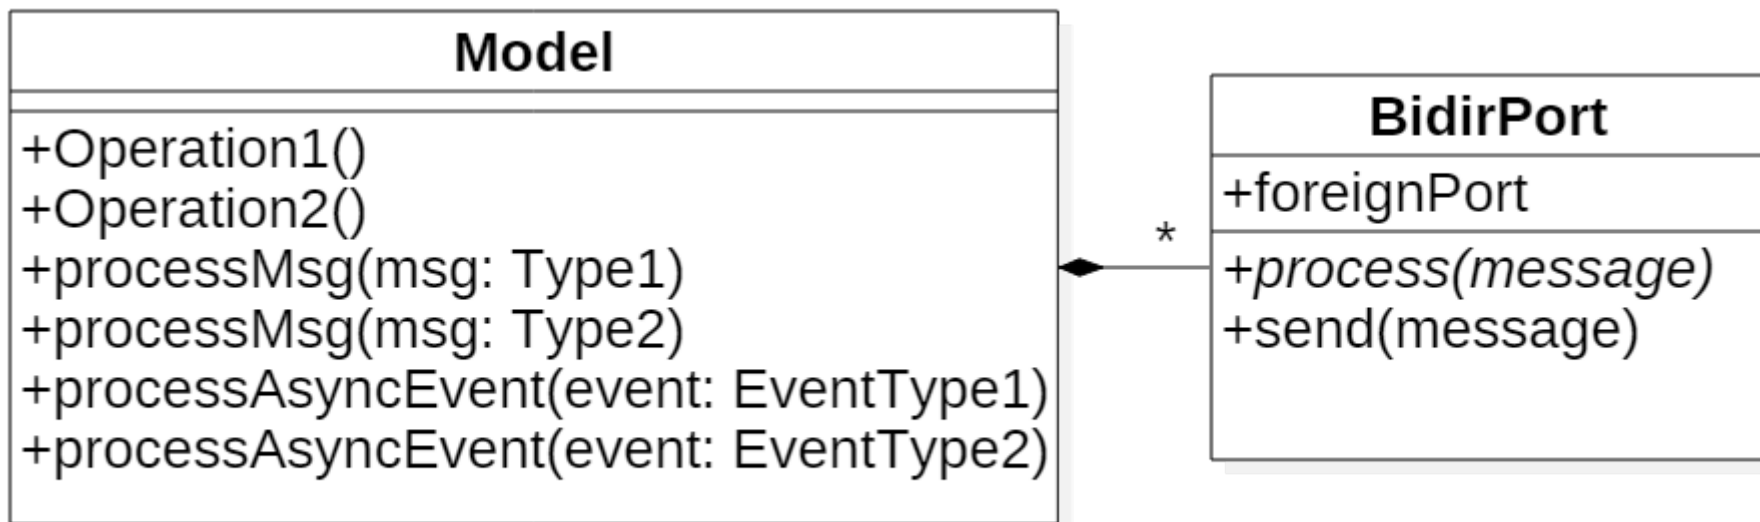 Model
+Operation1()
+Operation2()
+processMsg(msg: Type1)
+processMsg(msg: Type2)
+processAsyncEvent(event: EventType1)
+processAsyncEvent(event: EventType2)
*
BidirPort
+foreignPort
+process(message)
+send(message)